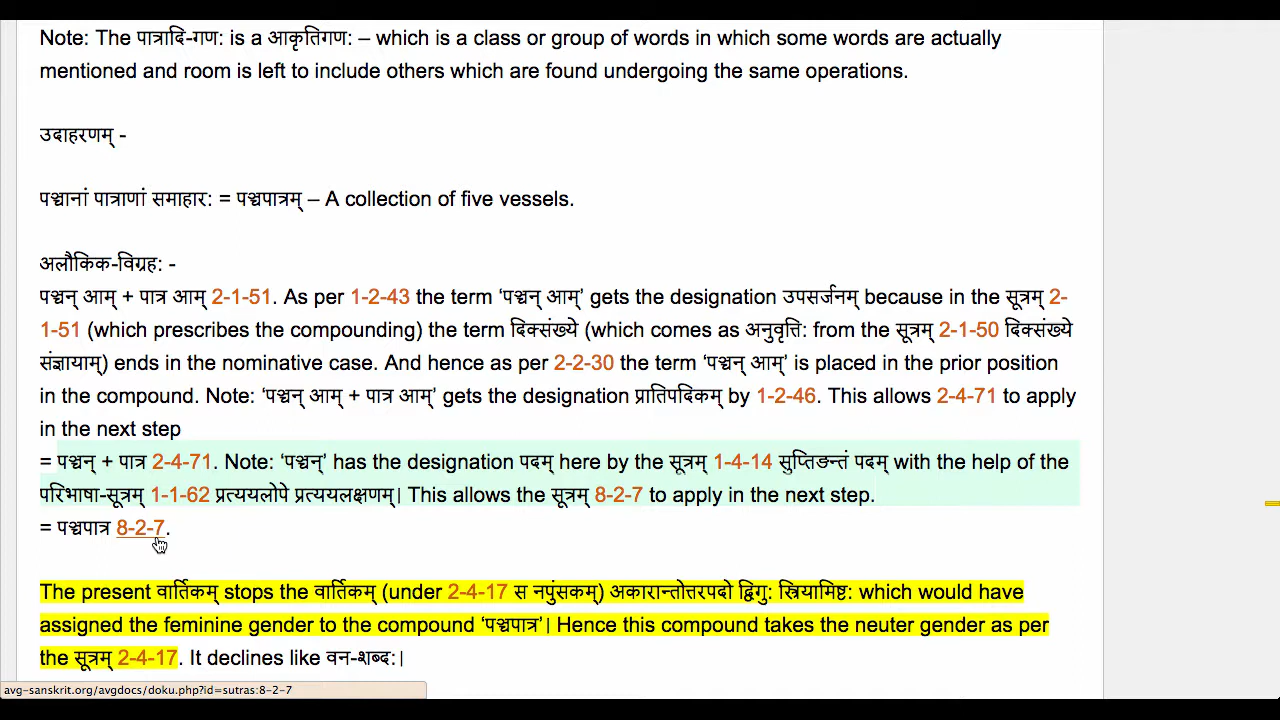 Note: The पात्रादि-गण: is a आकृतिगण: – which is a class or group of words in which some words are actually
mentioned and room is left to include others which are found undergoing the same operations.
उदाहरणम् -
पञ्चानां पात्राणां समाहार: = पञ्चपात्रम् – A collection of five vessels.
अलौकिक-विग्रह: -
पञ्चन् आम् + पात्र आम् 2-1-51. As per 1-2-43 the term ‘पञ्चन् आम्’ gets the designation उपसर्जनम् because in the सूत्रम् 2-
1-51 (which prescribes the compounding) the term दिक्संख्ये (which comes as अनुवृत्ति: from the सूत्रम् 2-1-50 दिक्संख्ये
संज्ञायाम्) ends in the nominative case. And hence as per 2-2-30 the term ‘पञ्चन् आम्’ is placed in the prior position
in the compound. Note: ‘पञ्चन् आम् + पात्र आम्’ gets the designation प्रातिपदिकम् by 1-2-46. This allows 2-4-71 to apply
in the next step
= पञ्चन् + पात्र 2-4-71. Note: ‘पञ्चन्’ has the designation पदम् here by the सूत्रम् 1-4-14 सुप्तिङन्तं पदम् with the help of the
परिभाषा-सूत्रम् 1-1-62 प्रत्ययलोपे प्रत्ययलक्षणम्। This allows the सूत्रम् 8-2-7 to apply in the next step.
= पञ्चपात्र 8-2-7.
The present वार्तिकम् stops the वार्तिकम् (under 2-4-17 स नपुंसकम्) अकारान्तोत्तरपदो द्विगु: स्त्रियामिष्ट: which would have
assigned the feminine gender to the compound ‘पञ्चपात्र’। Hence this compound takes the neuter gender as per
the सूत्रम् 2-4-17. It declines like वन-शब्द:।
avg-sanskrit.org/avgdocs/doku.php?id=sutras:8-2-7